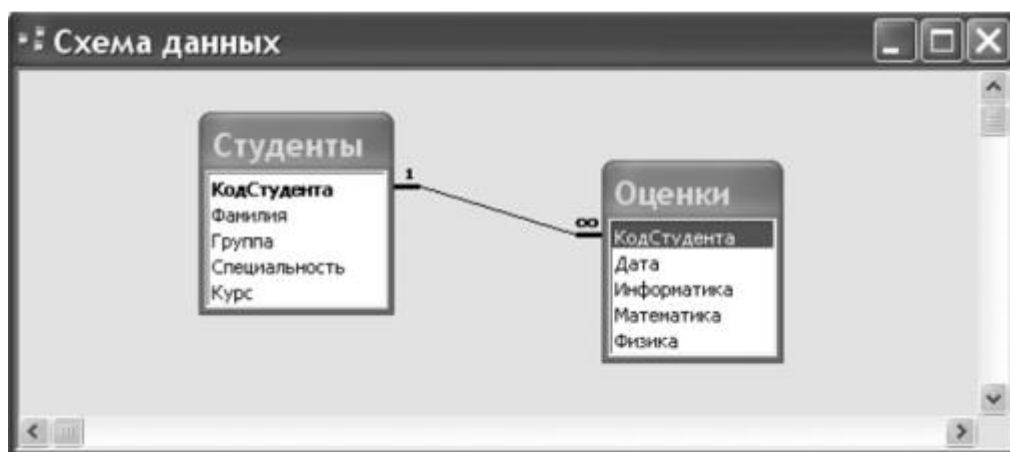 Схема данных
Студенты
КодСтудента
Фамилия
Группа
Специальность
Курс
1
∞
Оценки
КодСтудента
Дата
Информатика
Математика
Физика